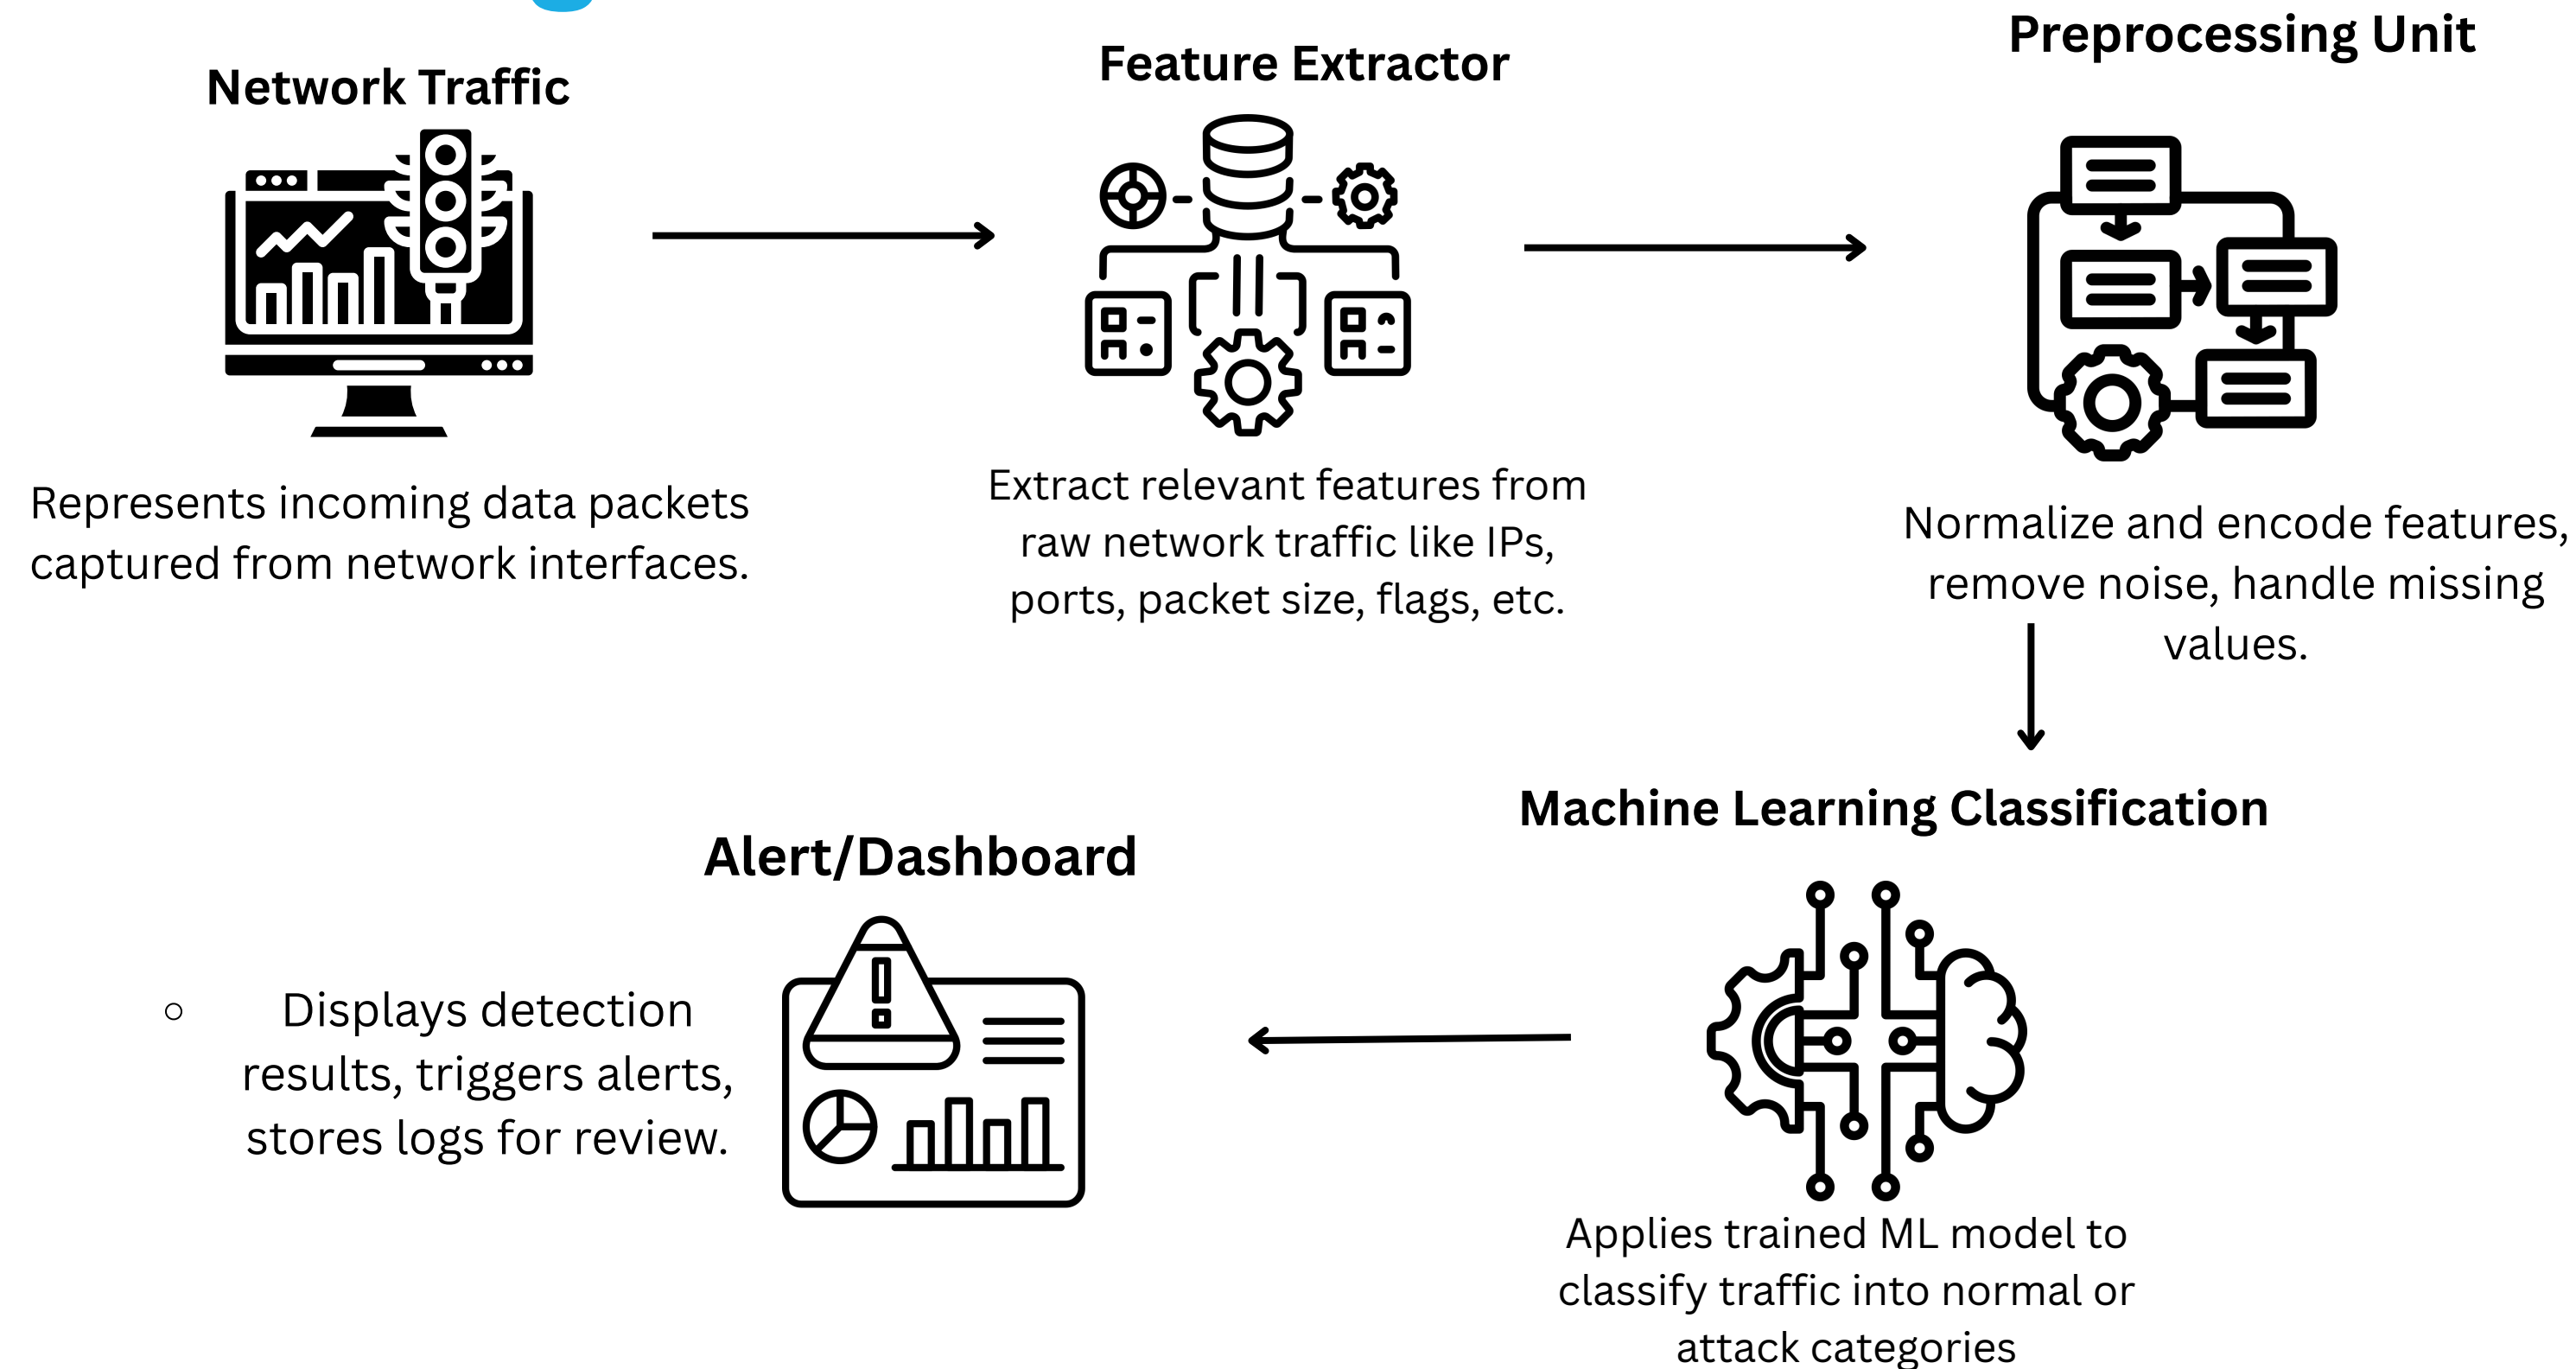 Network Traffic
Represents incoming data packets
captured from network interfaces.
Feature Extractor
Extract relevant features from
raw network traffic like IPs,
ports, packet size, flags, etc.
Preprocessing Unit
Normalize and encode features,
remove noise, handle missing
values.
Machine Learning Classification
Applies trained ML model to
classify traffic into normal or
attack categories
Alert/Dashboard
Displays detection
results, triggers alerts,
stores logs for review.